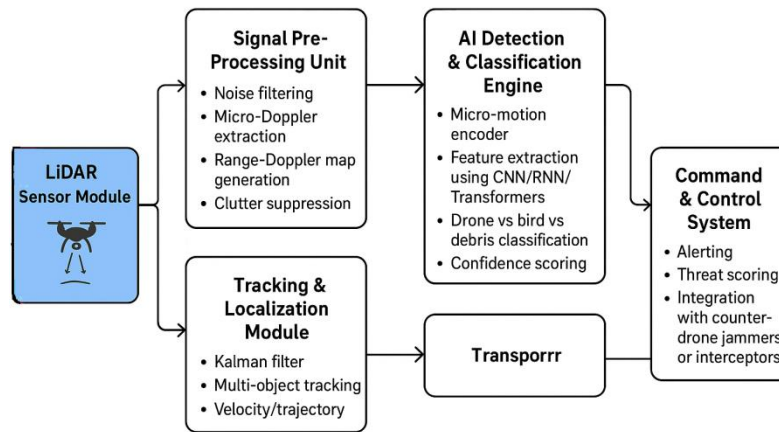 LiDAR
Sensor Module
Signal Pre-
Processing Unit
• Noise filtering
• Micro-Doppler
extraction
• Range-Doppler map
generation
• Clutter suppression
Tracking &
Localization
Module
• Kalman filter
• Multi-object tracking
• Velocity/trajectory
AI Detection
& Classification
Engine
• Micro-motion
encoder
• Feature extraction
using CNN/RNN/
Transformers
• Drone vs bird vs
debris classification
• Confidence scoring
Transporrr
Command
& Control
System
• Alerting
• Threat scoring
• Integration
with counter-
drone jammers
or interceptors